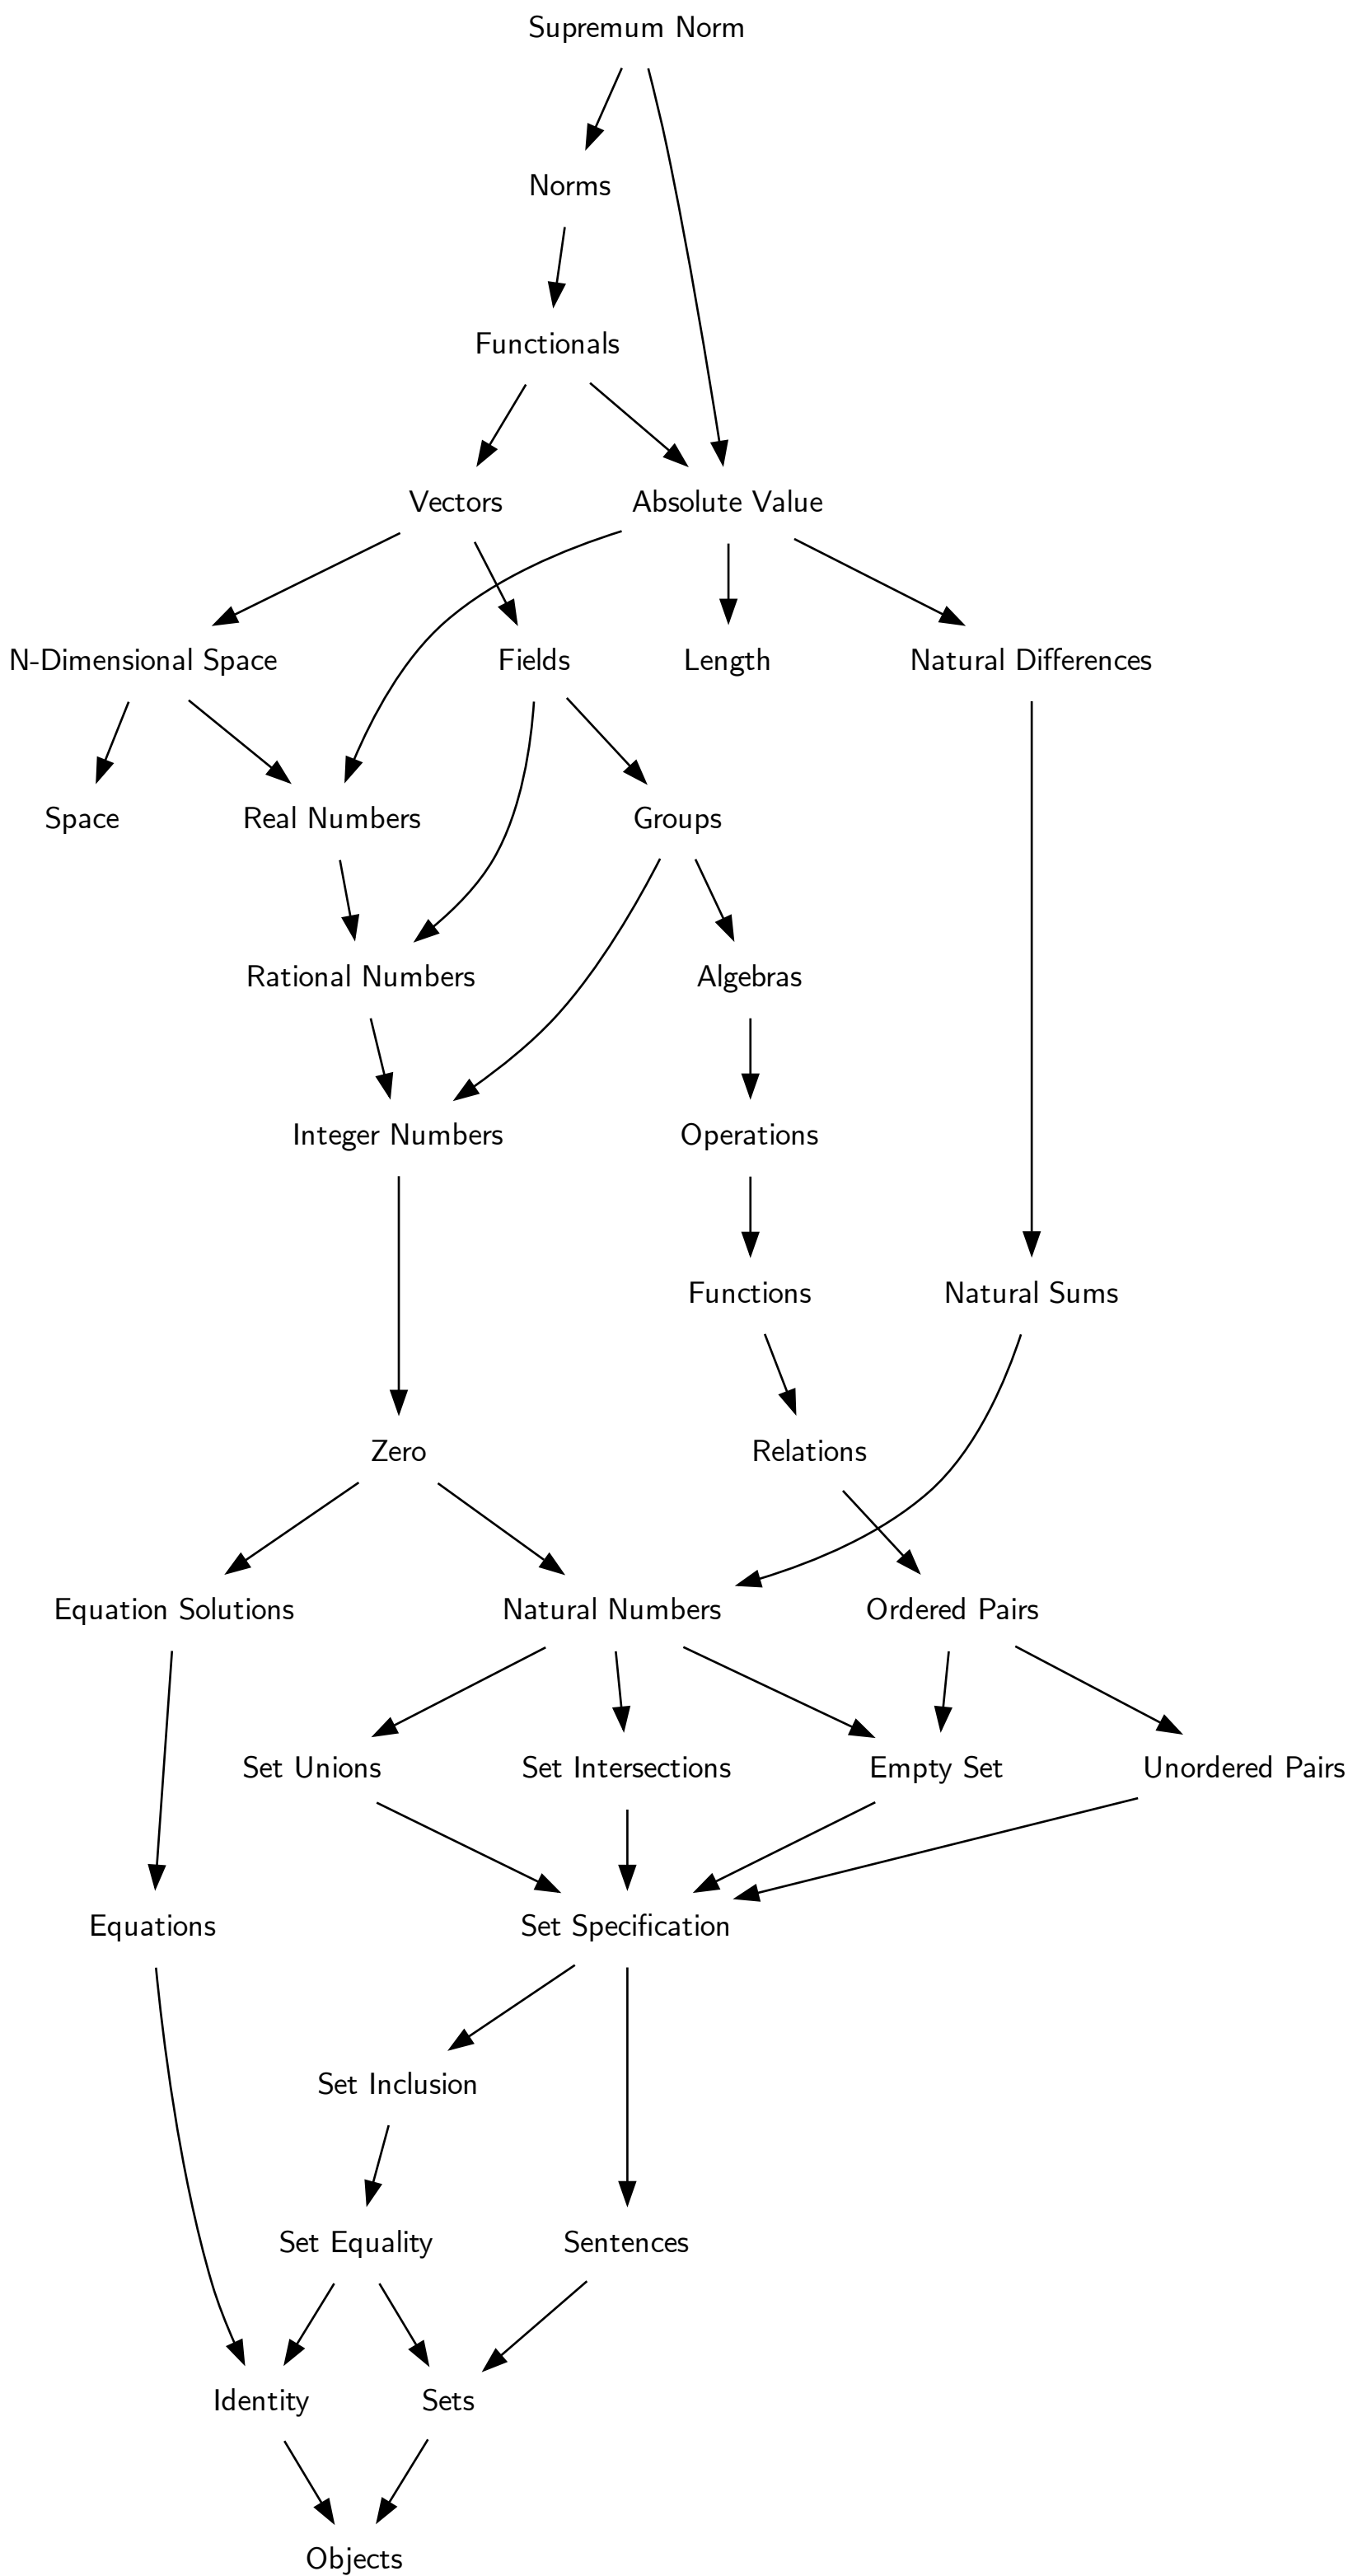 Supremum Norm
Norms
Functionals
Vectors
Absolute Value
N-Dimensional Space
Fields
Length
Natural Differences
Space
Real Numbers
Groups
Rational Numbers
Algebras
Integer Numbers
Operations
Functions
Natural Sums
Zero
Relations
Equation Solutions
Natural Numbers
Ordered Pairs
Set Unions
Set Intersections
Empty Set
Unordered Pairs
Equations
Set Specification
Set Inclusion
Set Equality
Sentences
Identity
Sets
Objects